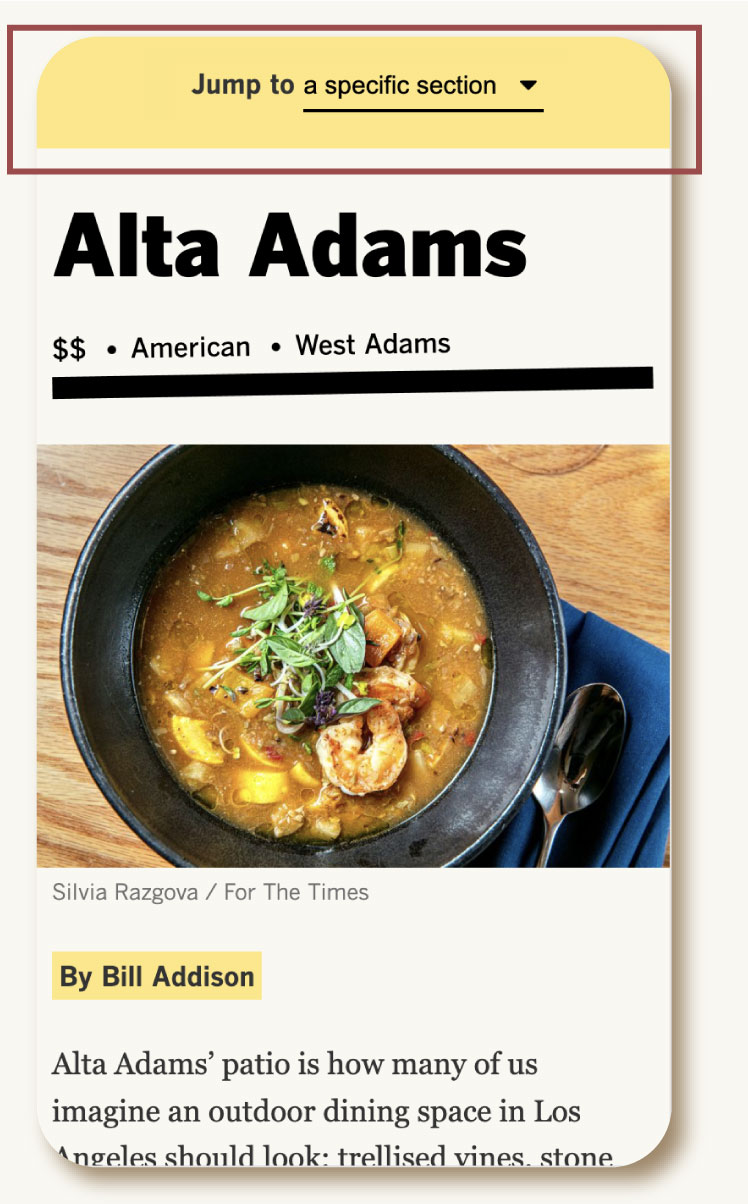 Jump to a specific section
Alta Adams
$$ • American • West Adams
Silvia Razgova / For The Times
By Bill Addison
Alta Adams’ patio is how many of us
imagine an outdoor dining space in Los
Angeles should look: trellised vines, stone